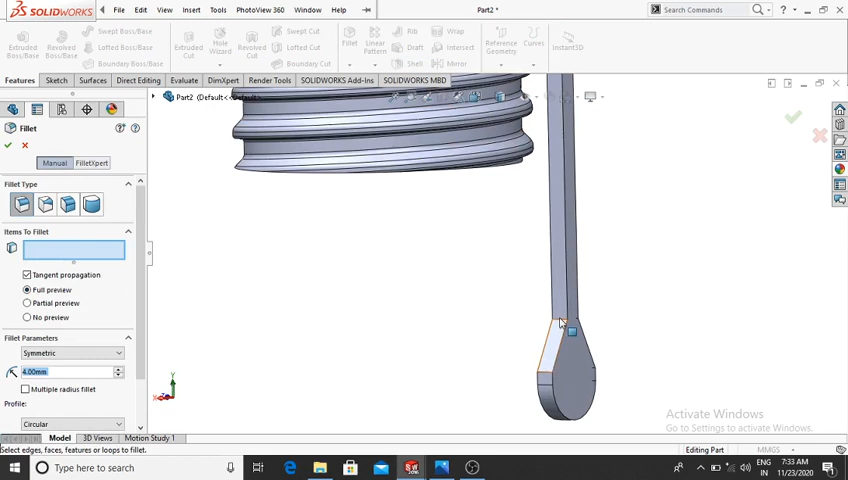 SOLIDWORKS
File Edit View Insert Tools PhotoView 360 Window Help
Part2 *
Search Commands
Extruded Boss/Base
Revolved Boss/Base
Swept Boss/Base
Lofted Boss/Base
Boundary Boss/Base
Extruded Cut
Hole Wizard
Revolved Cut
Swept Cut
Lofted Cut
Boundary Cut
Fillet
Linear Pattern
Rib
Draft
Shell
Wrap
Intersect
Mirror
Reference Geometry
Curves
Instant3D
Features Sketch Surfaces Direct Editing Evaluate DimXpert Render Tools SOLIDWORKS Add-Ins SOLIDWORKS MBD
Part2 (Default<<Default>...
Fillet
Manual FilletXpert
Fillet Type
Items To Fillet
Tangent propagation
Full preview
Partial preview
No preview
Fillet Parameters
Symmetric
4.00mm
Multiple radius fillet
Profile:
Circular
Y
X
Activate Windows
Go to Settings to activate Windows.
Model 3D Views Motion Study 1
Select edges, faces, features or loops to fillet.
Editing Part
MMGS
Type here to search
ENG
IN
7:33 AM
11/23/2020